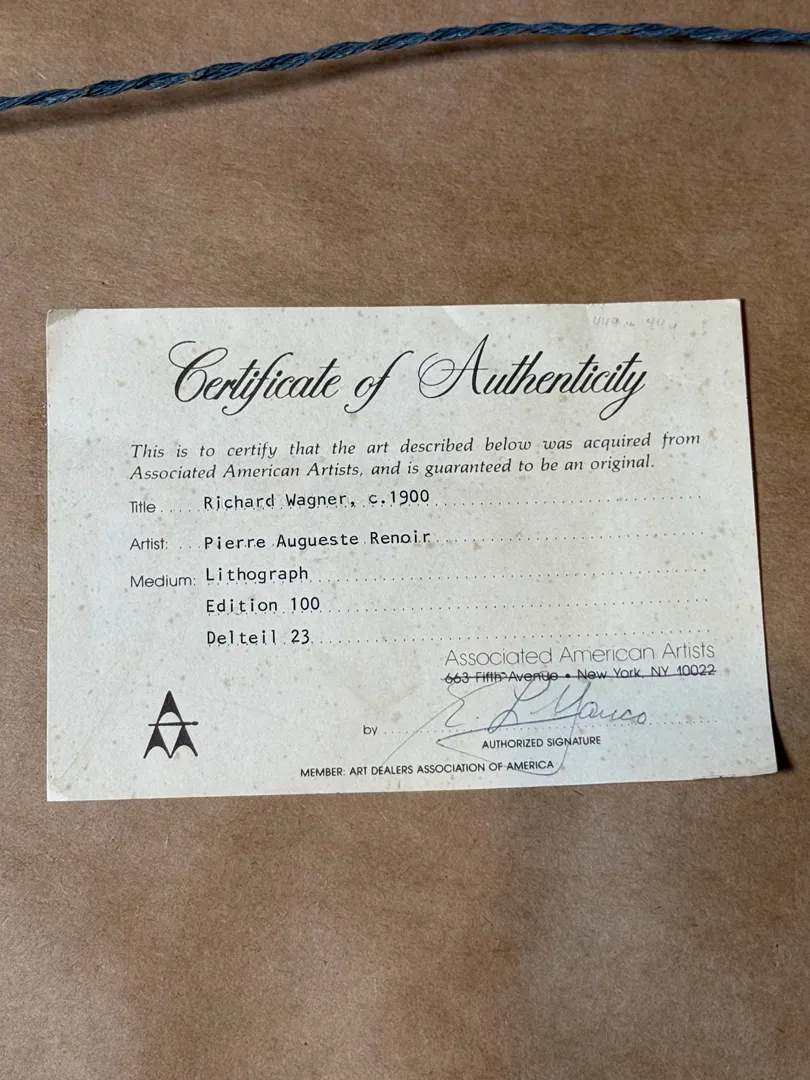 Certificate of Authenticity
This is to certify that the art described below was acquired from
Associated American Artists, and is guaranteed to be an original.
Title ..... Richard Wagner, c.1900
Artist: ... Pierre Augueste Renoir
Medium: Lithograph
Edition 100
Delteil 23
Associated American Artists
663 Fifth Avenue • New York, NY 10022
by
AUTHORIZED SIGNATURE
MEMBER: ART DEALERS ASSOCIATION OF AMERICA